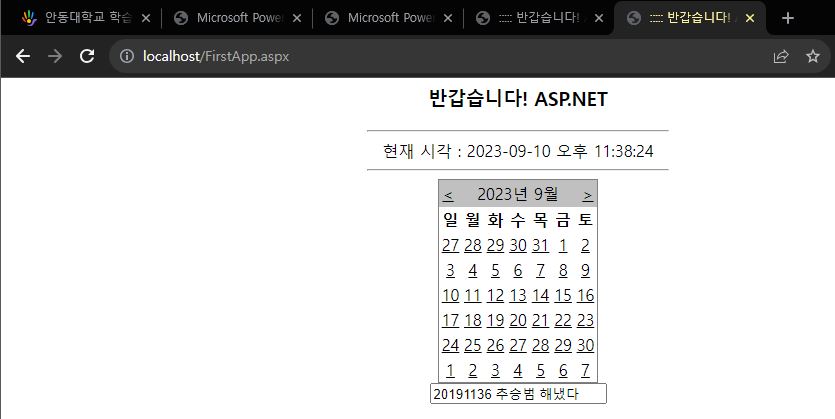 안동대학교 학습
Microsoft Power
Microsoft Power
::::: 반갑습니다!
::::: 반갑습니다!
localhost/FirstApp.aspx
반갑습니다! ASP.NET
현재 시각 : 2023-09-10 오후 11:38:24
< 2023년 9월 >
일 월 화 수 목 금 토
27 28 29 30 31 1 2
3 4 5 6 7 8 9
10 11 12 13 14 15 16
17 18 19 20 21 22 23
24 25 26 27 28 29 30
1 2 3 4 5 6 7
20191136 추승범 해냈다